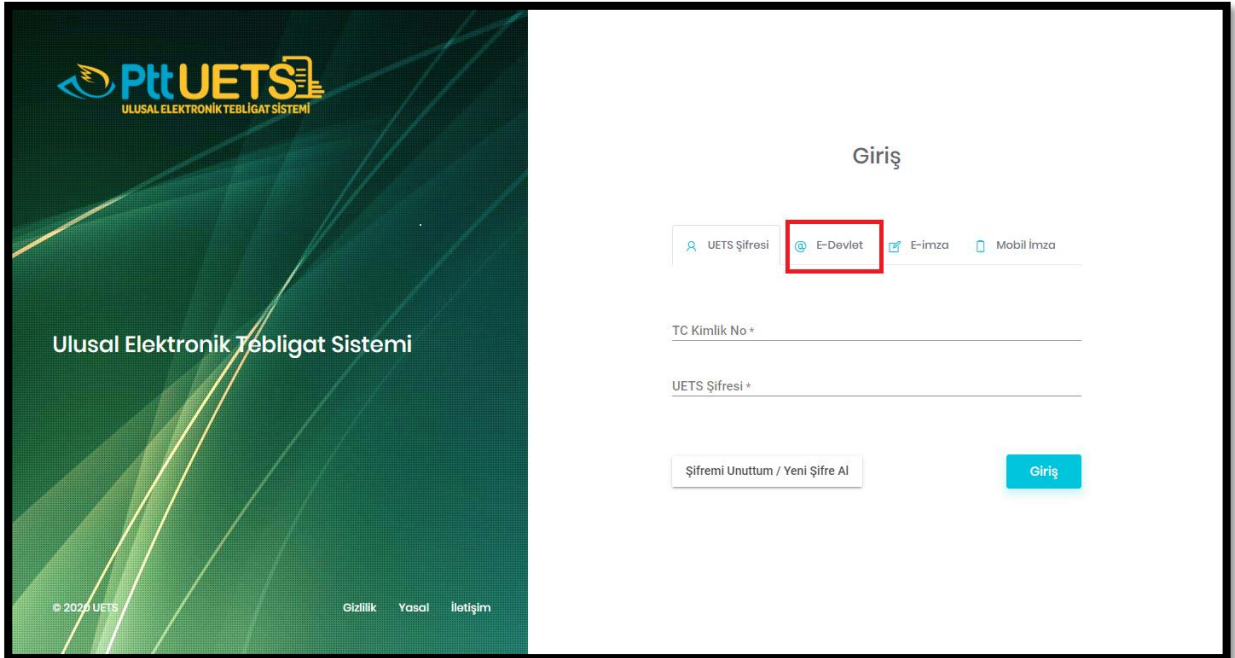 PttUETS
ULUSAL ELEKTRONİK TEBLİGAT SİSTEMİ
Ulusal Elektronik Tebligat Sistemi
© 2020 UETS
Gizlilik Yasal İletişim
Giriş
UETS Şifresi E-Devlet E-imza Mobil İmza
TC Kimlik No *
UETS Şifresi *
Şifremi Unuttum / Yeni Şifre Al
Giriş